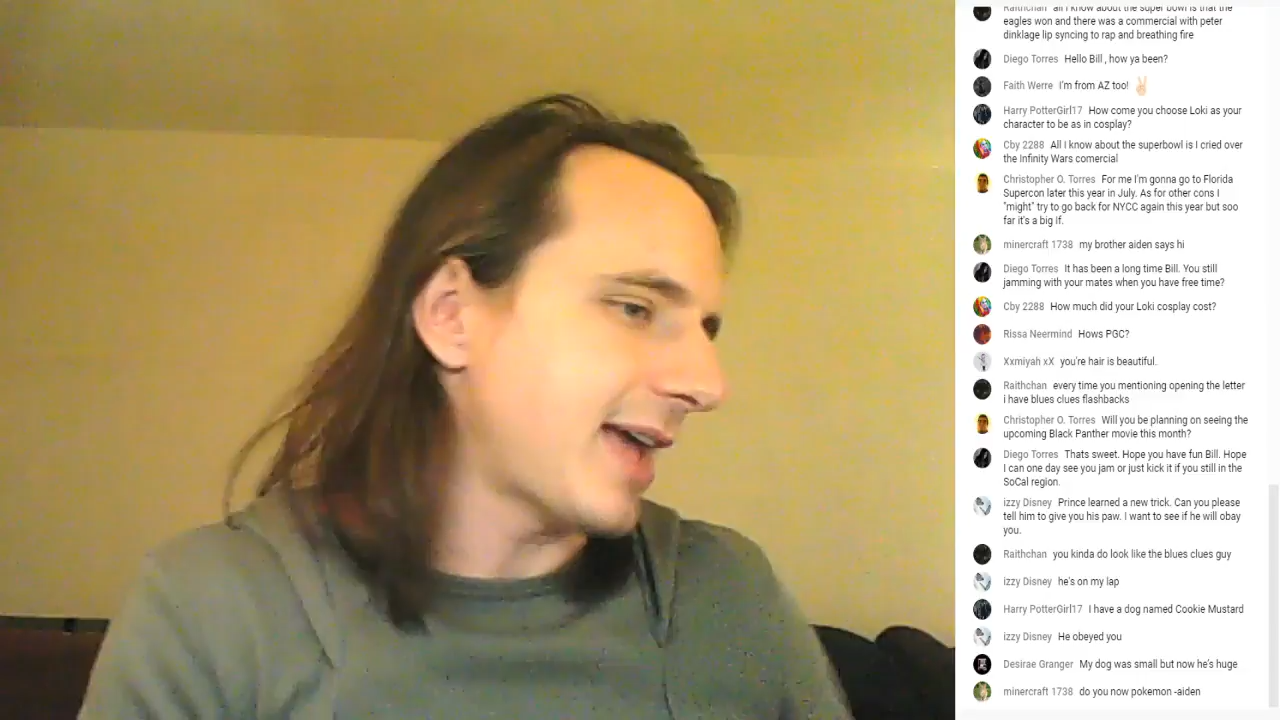 Raithchan all I know about the super bowl is that the
eagles won and there was a commercial with peter
dinklage lip syncing to rap and breathing fire
Diego Torres Hello Bill , how ya been?
Faith Werre I'm from AZ too! ✌🏻
Harry PotterGirl17 How come you choose Loki as your
character to be as in cosplay?
Cby 2288 All I know about the superbowl is I cried over
the Infinity Wars comercial
Christopher O. Torres For me I'm gonna go to Florida
Supercon later this year in July. As for other cons I
"might" try to go back for NYCC again this year but soo
far it's a big If.
minercraft 1738 my brother aiden says hi
Diego Torres It has been a long time Bill. You still
jamming with your mates when you have free time?
Cby 2288 How much did your Loki cosplay cost?
Rissa Neermind Hows PGC?
Xxmiyah xX you're hair is beautiful.
Raithchan every time you mentioning opening the letter
i have blues clues flashbacks
Christopher O. Torres Will you be planning on seeing the
upcoming Black Panther movie this month?
Diego Torres Thats sweet. Hope you have fun Bill. Hope
I can one day see you jam or just kick it if you still in the
SoCal region.
izzy Disney Prince learned a new trick. Can you please
tell him to give you his paw. I want to see if he will obay
you.
Raithchan you kinda do look like the blues clues guy
izzy Disney he's on my lap
Harry PotterGirl17 I have a dog named Cookie Mustard
izzy Disney He obeyed you
Desirae Granger My dog was small but now he's huge
minercraft 1738 do you now pokemon -aiden